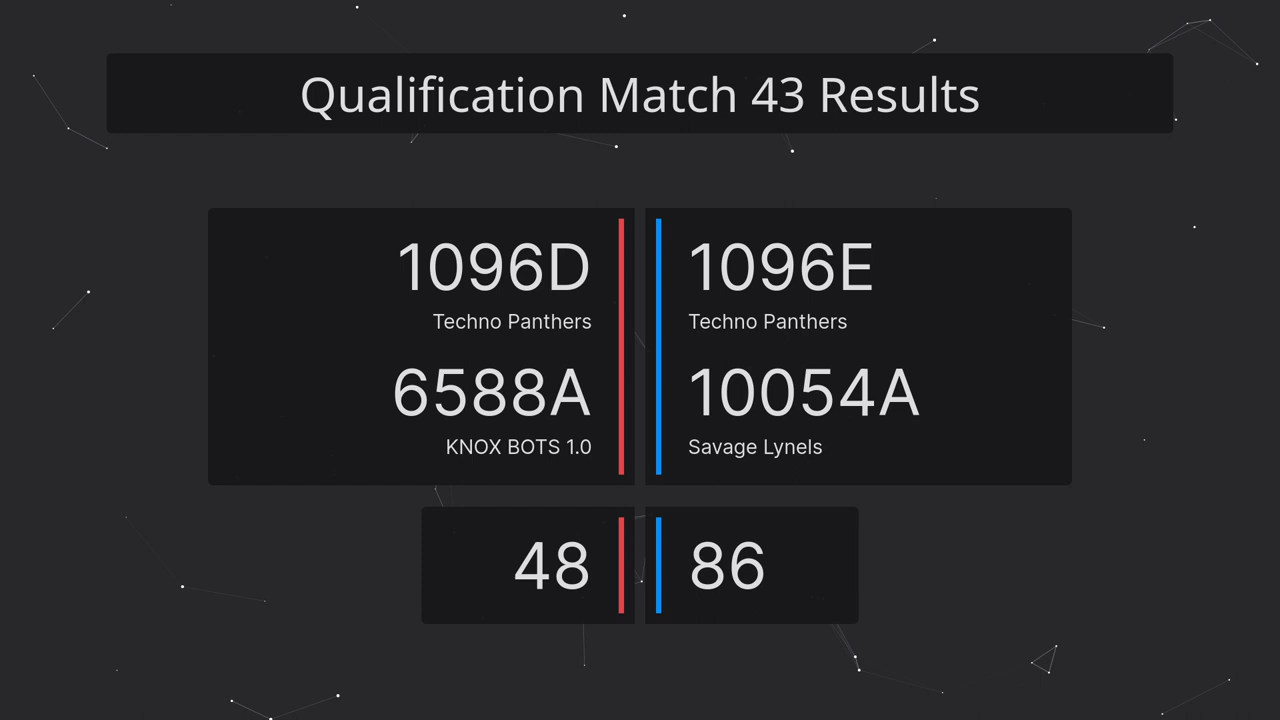 Qualification Match 43 Results
1096D
Techno Panthers
6588A
KNOX BOTS 1.0
1096E
Techno Panthers
10054A
Savage Lynels
48
86